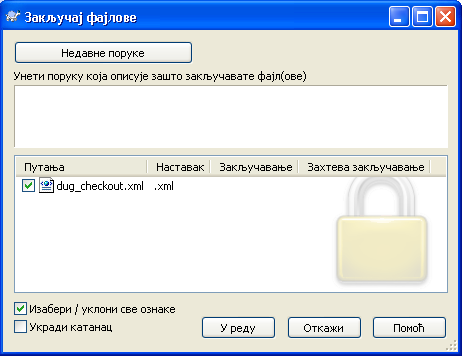 Закључај фајлове
Недавне поруке
Унети поруку која описује зашто закључавате фајл(ове)
Путања Наставак Закључавање Захтева закључавање
dug_checkout.xml .xml
Изабери / уклони све ознаке
Укради катанац
У реду Откажи Помоћ